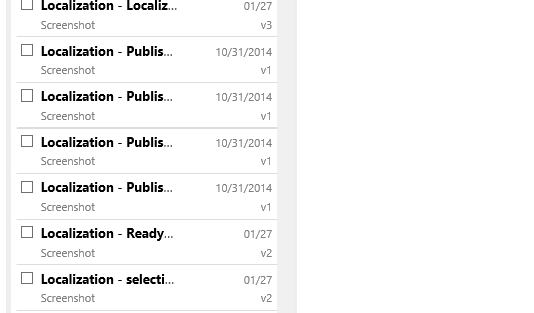 Localization - Localiz... 01/27
Screenshot v3
Localization - Publis... 10/31/2014
Screenshot v1
Localization - Publis... 10/31/2014
Screenshot v1
Localization - Publis... 10/31/2014
Screenshot v1
Localization - Publis... 10/31/2014
Screenshot v1
Localization - Ready... 01/27
Screenshot v2
Localization - selecti... 01/27
Screenshot v2